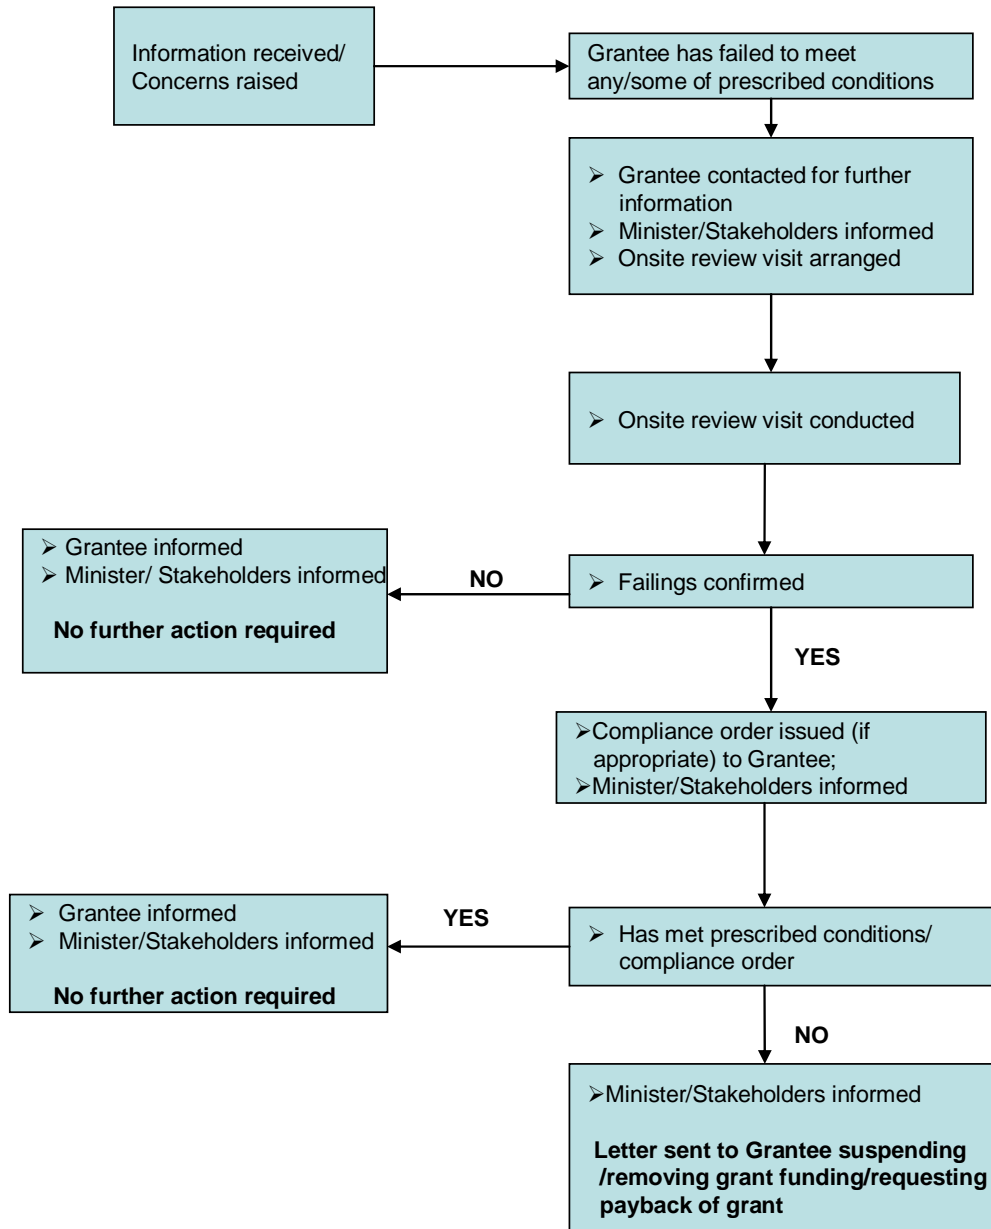 Information received/
Concerns raised
Grantee has failed to meet
any/some of prescribed conditions
➢ Grantee contacted for further
information
➢ Minister/Stakeholders informed
➢ Onsite review visit arranged
➢ Onsite review visit conducted
➢ Grantee informed
➢ Minister/ Stakeholders informed
No further action required
NO
➢ Failings confirmed
YES
➢Compliance order issued (if
appropriate) to Grantee;
➢Minister/Stakeholders informed
➢ Grantee informed
➢ Minister/Stakeholders informed
No further action required
YES
➢ Has met prescribed conditions/
compliance order
NO
➢Minister/Stakeholders informed
Letter sent to Grantee suspending
/removing grant funding/requesting
payback of grant